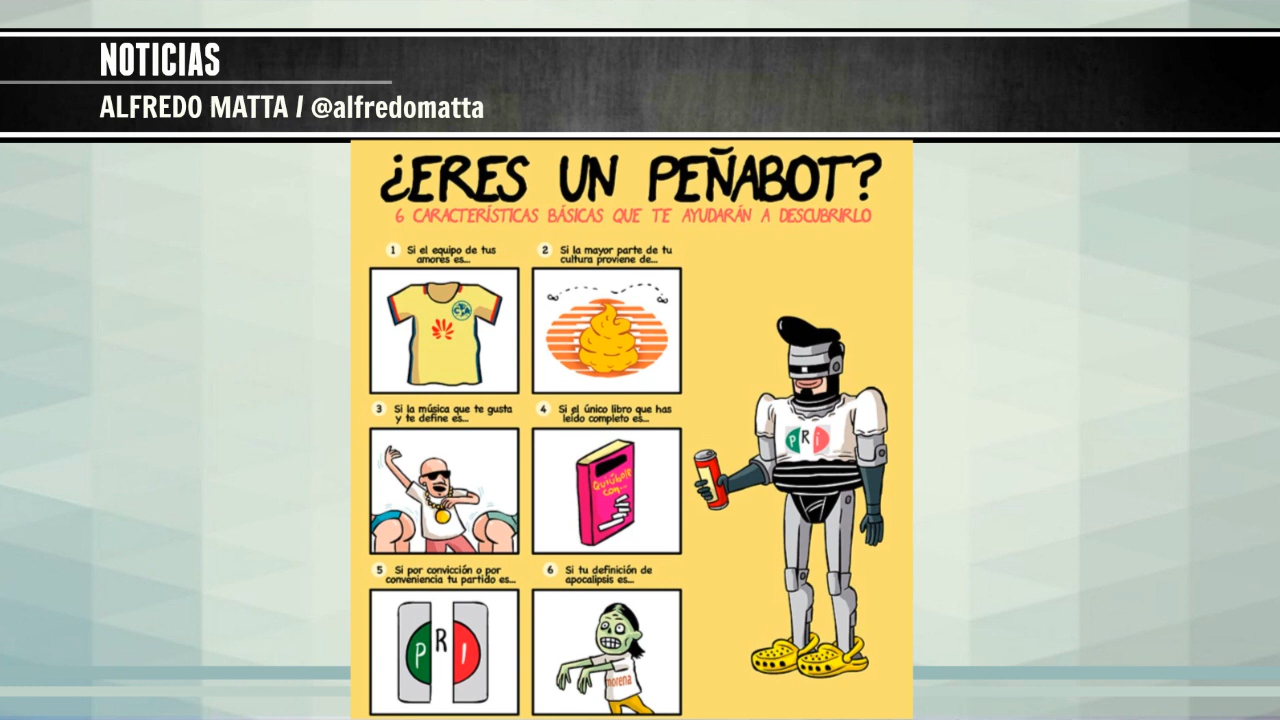 NOTICIAS
ALFREDO MATTA / @alfredomatta
¿ERES UN PEÑABOT?
6 CARACTERÍSTICAS BÁSICAS QUE TE AYUDARÁN A DESCUBRIRLO
1 Si el equipo de tus
amores es...
2 Si la mayor parte de tu
cultura proviene de...
3 Si la música que te gusta
y te define es...
4 Si el único libro que has
leído completo es...
Quiúbole
con...
PRI
5 Si por convicción o por
conveniencia tu partido es...
6 Si tu definición de
apocalipsis es...
PRI
morena